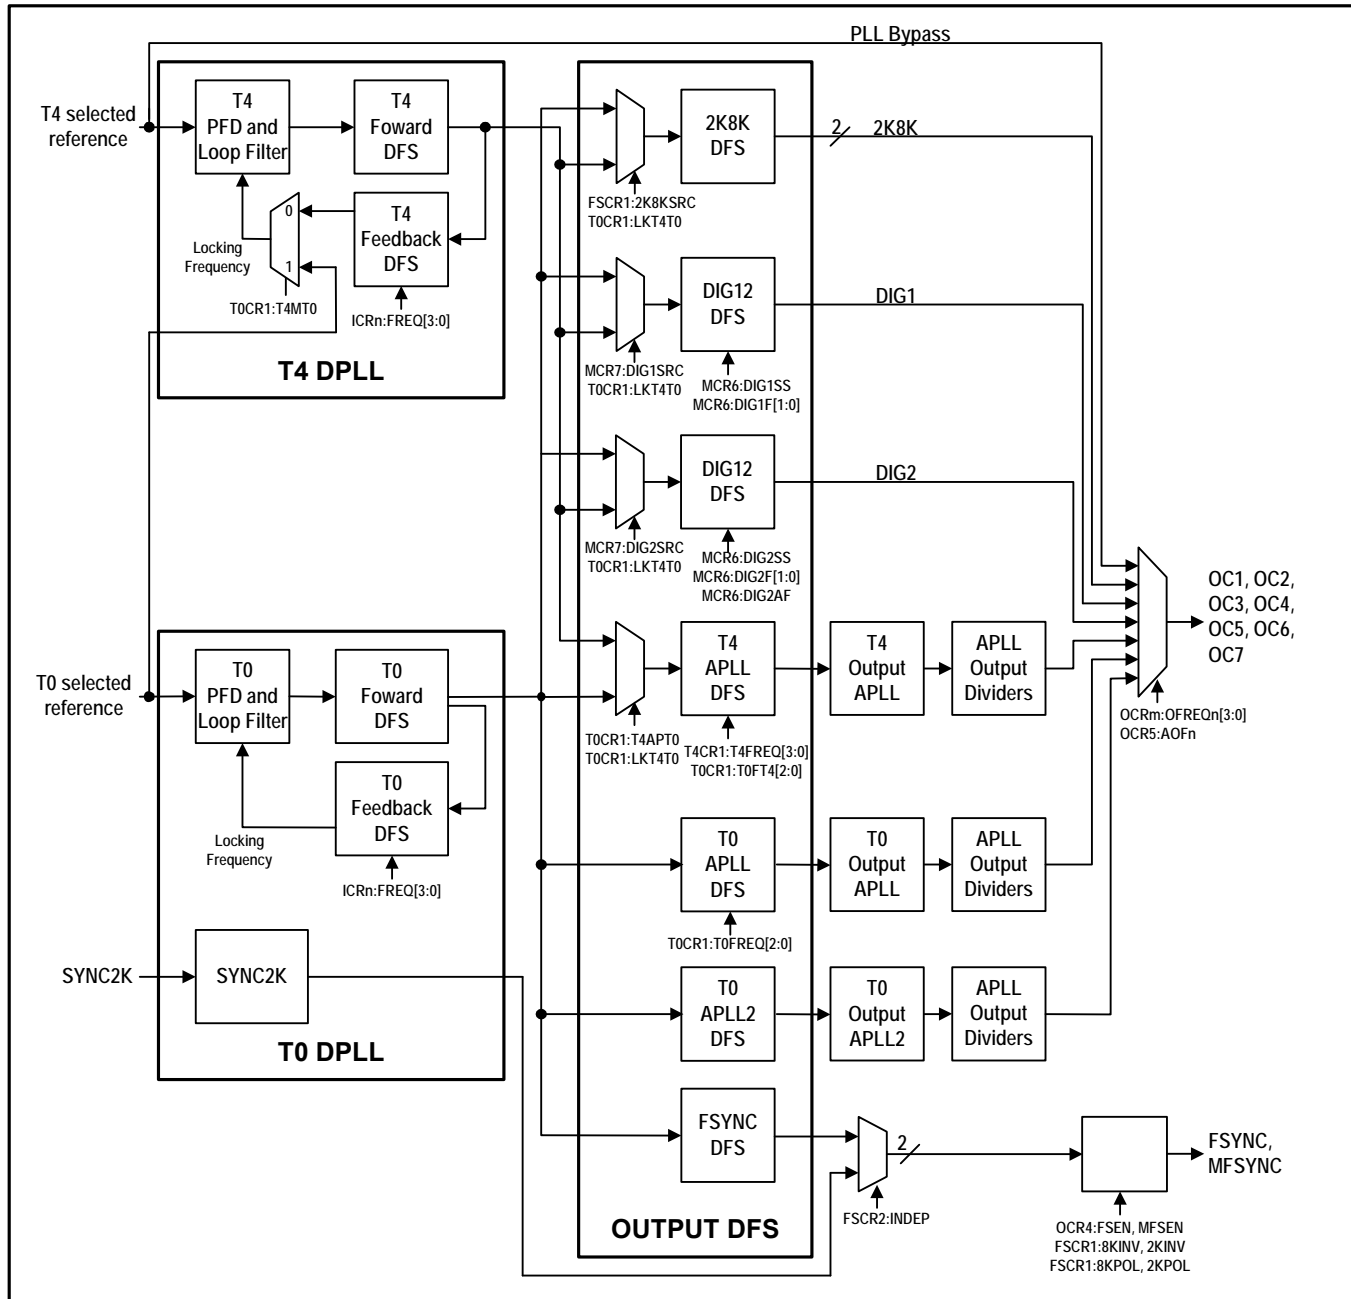 PLL Bypass
T4 selected
reference
T4
PFD and
Loop Filter
T4
Foward
DFS
0
1
T4
Feedback
DFS
Locking
Frequency
T0CR1:T4MT0
ICRn:FREQ[3:0]
T4 DPLL
2K8K
DFS
2
2K8K
FSCR1:2K8KSRC
T0CR1:LKT4T0
DIG12
DFS
DIG1
MCR7:DIG1SRC
T0CR1:LKT4T0
MCR6:DIG1SS
MCR6:DIG1F[1:0]
DIG12
DFS
DIG2
MCR7:DIG2SRC
T0CR1:LKT4T0
MCR6:DIG2SS
MCR6:DIG2F[1:0]
MCR6:DIG2AF
T4
APLL
DFS
T4
Output
APLL
APLL
Output
Dividers
T0CR1:T4APT0
T0CR1:LKT4T0
T4CR1:T4FREQ[3:0]
T0CR1:T0FT4[2:0]
OC1, OC2,
OC3, OC4,
OC5, OC6,
OC7
OCRm:OFREQn[3:0]
OCR5:AOFn
T0 selected
reference
T0
PFD and
Loop Filter
T0
Foward
DFS
T0
Feedback
DFS
Locking
Frequency
ICRn:FREQ[3:0]
T0
APLL
DFS
T0
Output
APLL
APLL
Output
Dividers
T0CR1:T0FREQ[2:0]
SYNC2K
SYNC2K
T0 DPLL
T0
APLL2
DFS
T0
Output
APLL2
APLL
Output
Dividers
FSYNC
DFS
2
FSCR2:INDEP
FSYNC,
MFSYNC
OCR4:FSEN, MFSEN
FSCR1:8KINV, 2KINV
FSCR1:8KPOL, 2KPOL
OUTPUT DFS